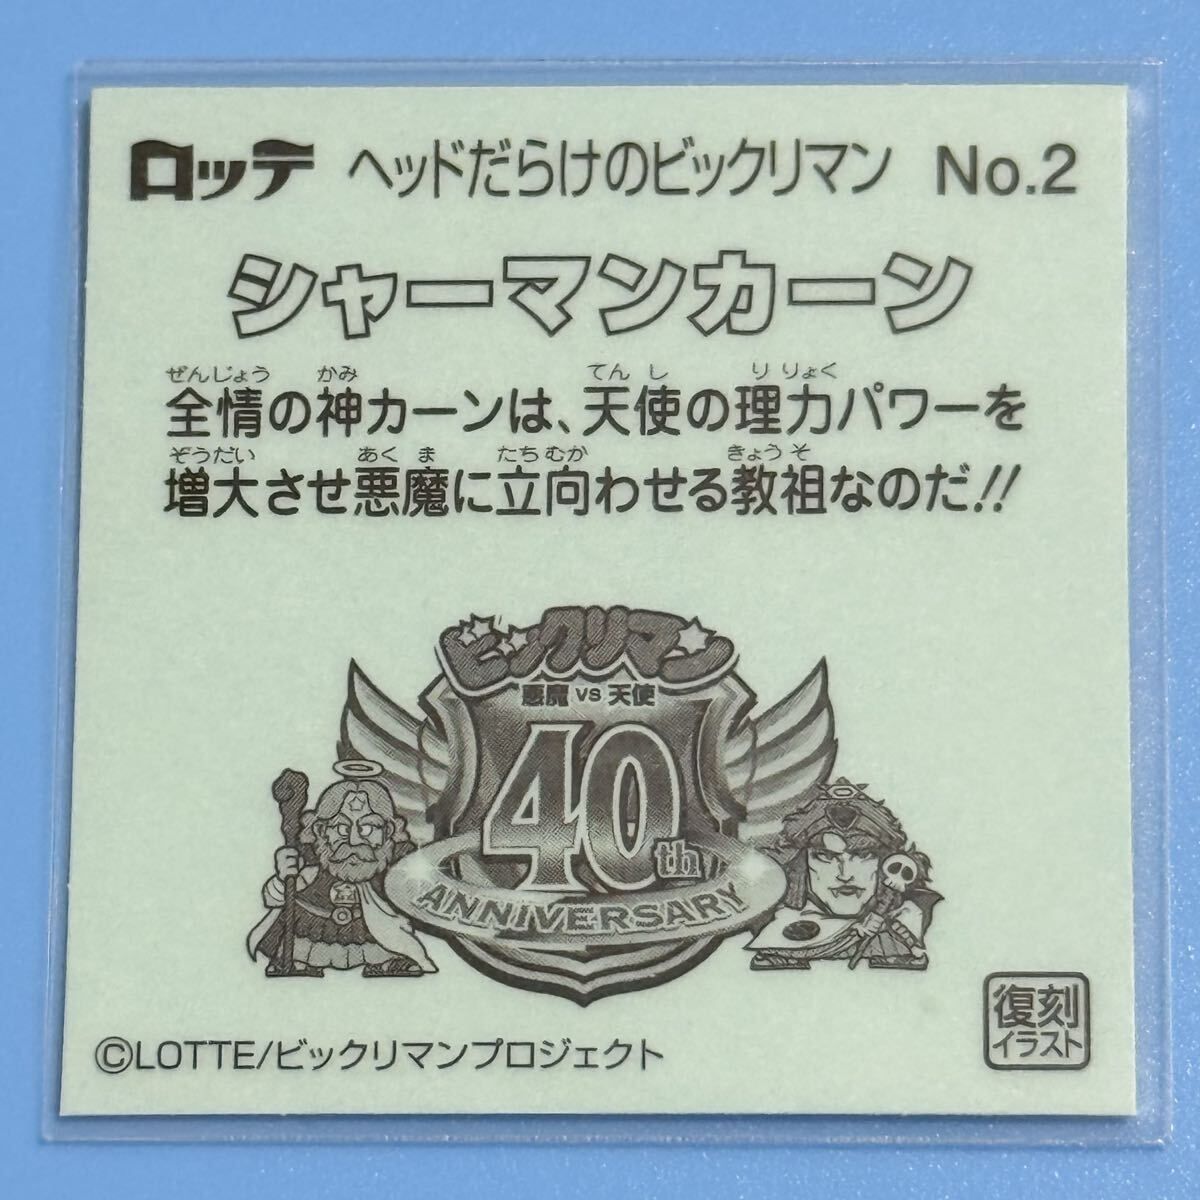 ロッテ ヘッドだらけのビックリマン No.2
シャーマンカーン
ぜんじょう かみ てんし りりょく
全情の神カーンは、天使の理力パワーを
ぞうだい あくま たちむか きょうそ
増大させ悪魔に立向わせる教祖なのだ!!
ビックリマン
悪魔 VS 天使
40th
ANNIVERSARY
復刻
イラスト
©LOTTE/ビックリマンプロジェクト